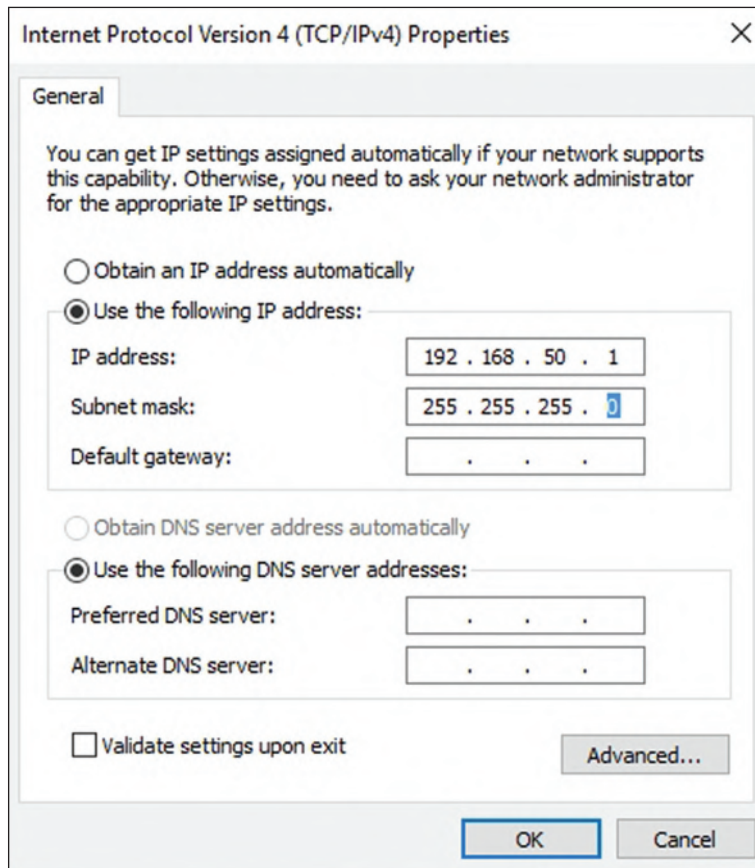 Internet Protocol Version 4 (TCP/IPv4) Properties
General
You can get IP settings assigned automatically if your network supports
this capability. Otherwise, you need to ask your network administrator
for the appropriate IP settings.
Obtain an IP address automatically
Use the following IP address:
IP address: 192 . 168 . 50 . 1
Subnet mask: 255 . 255 . 255 . 0
Default gateway: . . .
Obtain DNS server address automatically
Use the following DNS server addresses:
Preferred DNS server: . . .
Alternate DNS server: . . .
Validate settings upon exit
Advanced...
OK Cancel